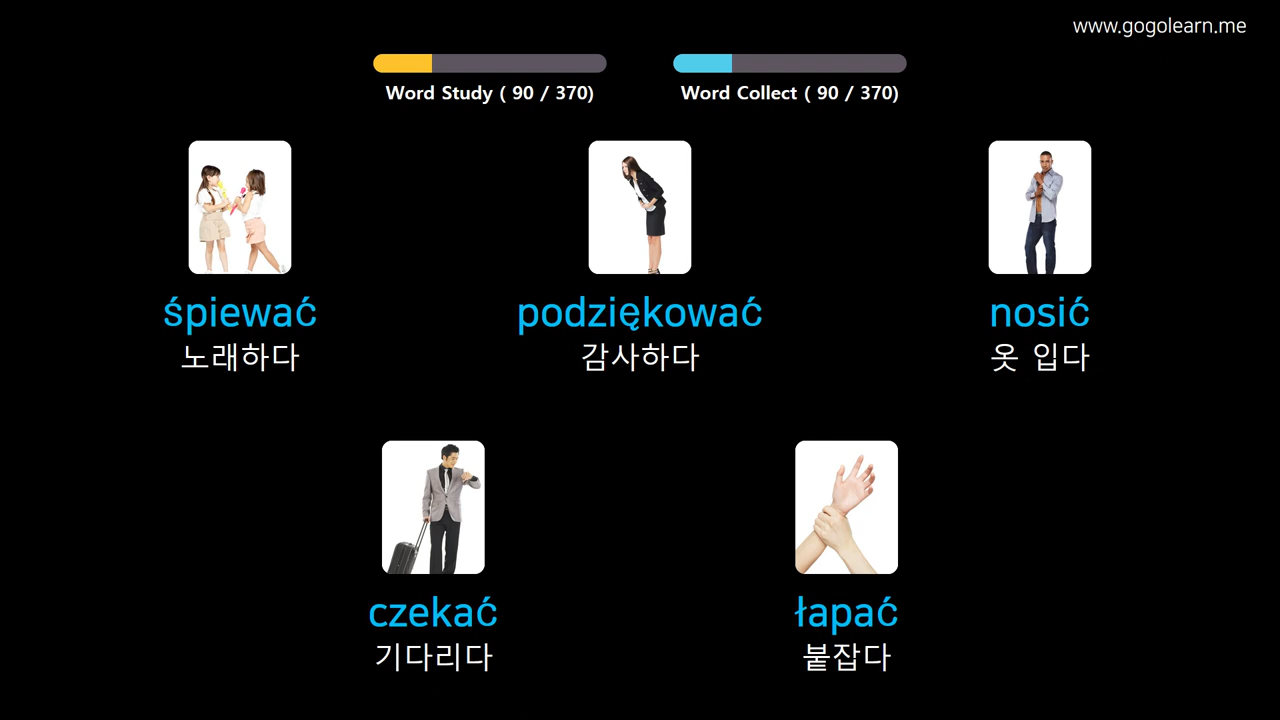 www.gogolearn.me
Word Study ( 90 / 370)
Word Collect ( 90 / 370)
śpiewać
노래하다
podziękować
감사하다
nosić
옷 입다
czekać
기다리다
łapać
붙잡다